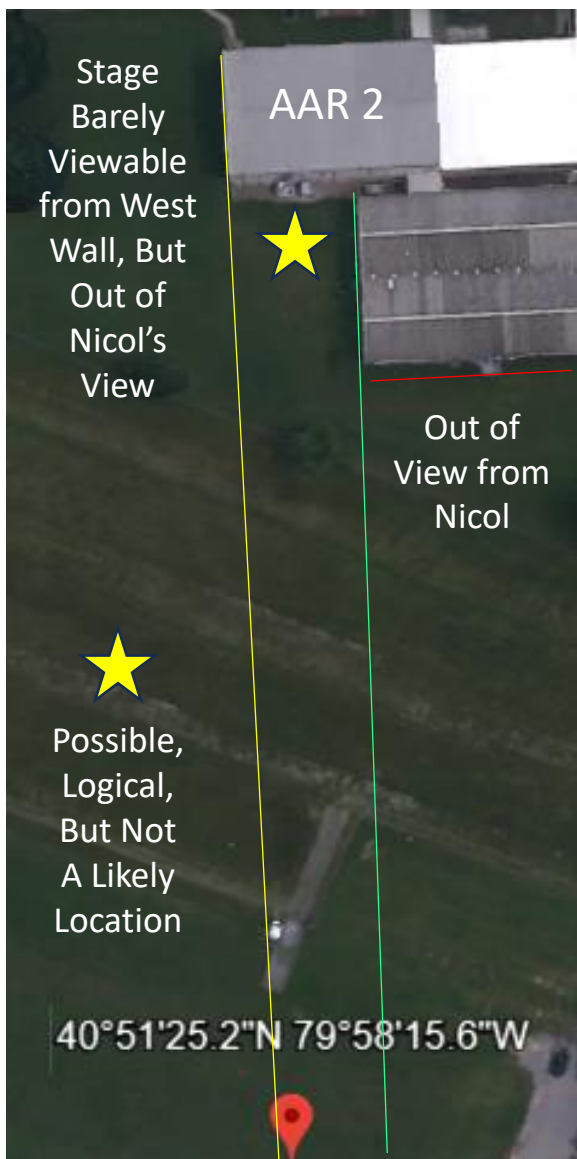 Stage
Barely
Viewable
from West
Wall, But
Out of
Nicol’s
View
AAR 2
Out of
View from
Nicol
Possible,
Logical,
But Not
A Likely
Location
40°51'25.2"N 79°58'15.6"W